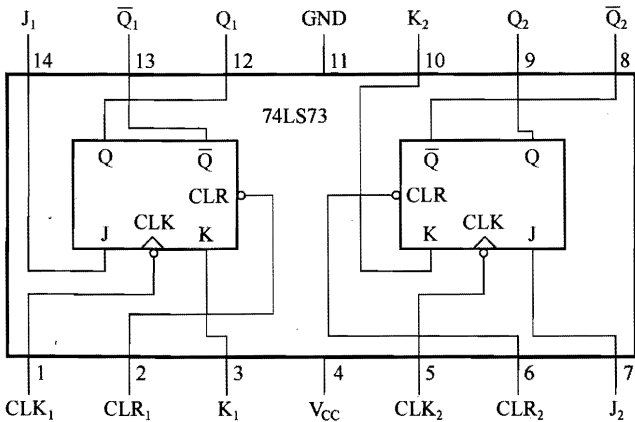 J₁ Q̅₁ Q₁ GND K₂ Q₂ Q̅₂
14 13 12 11 10 9 8
74LS73
Q Q̅ Q̅ Q
CLR CLR
CLK CLK
J K K J
1 2 3 4 5 6 7
CLK₁ CLR₁ K₁ V_CC CLK₂ CLR₂ J₂